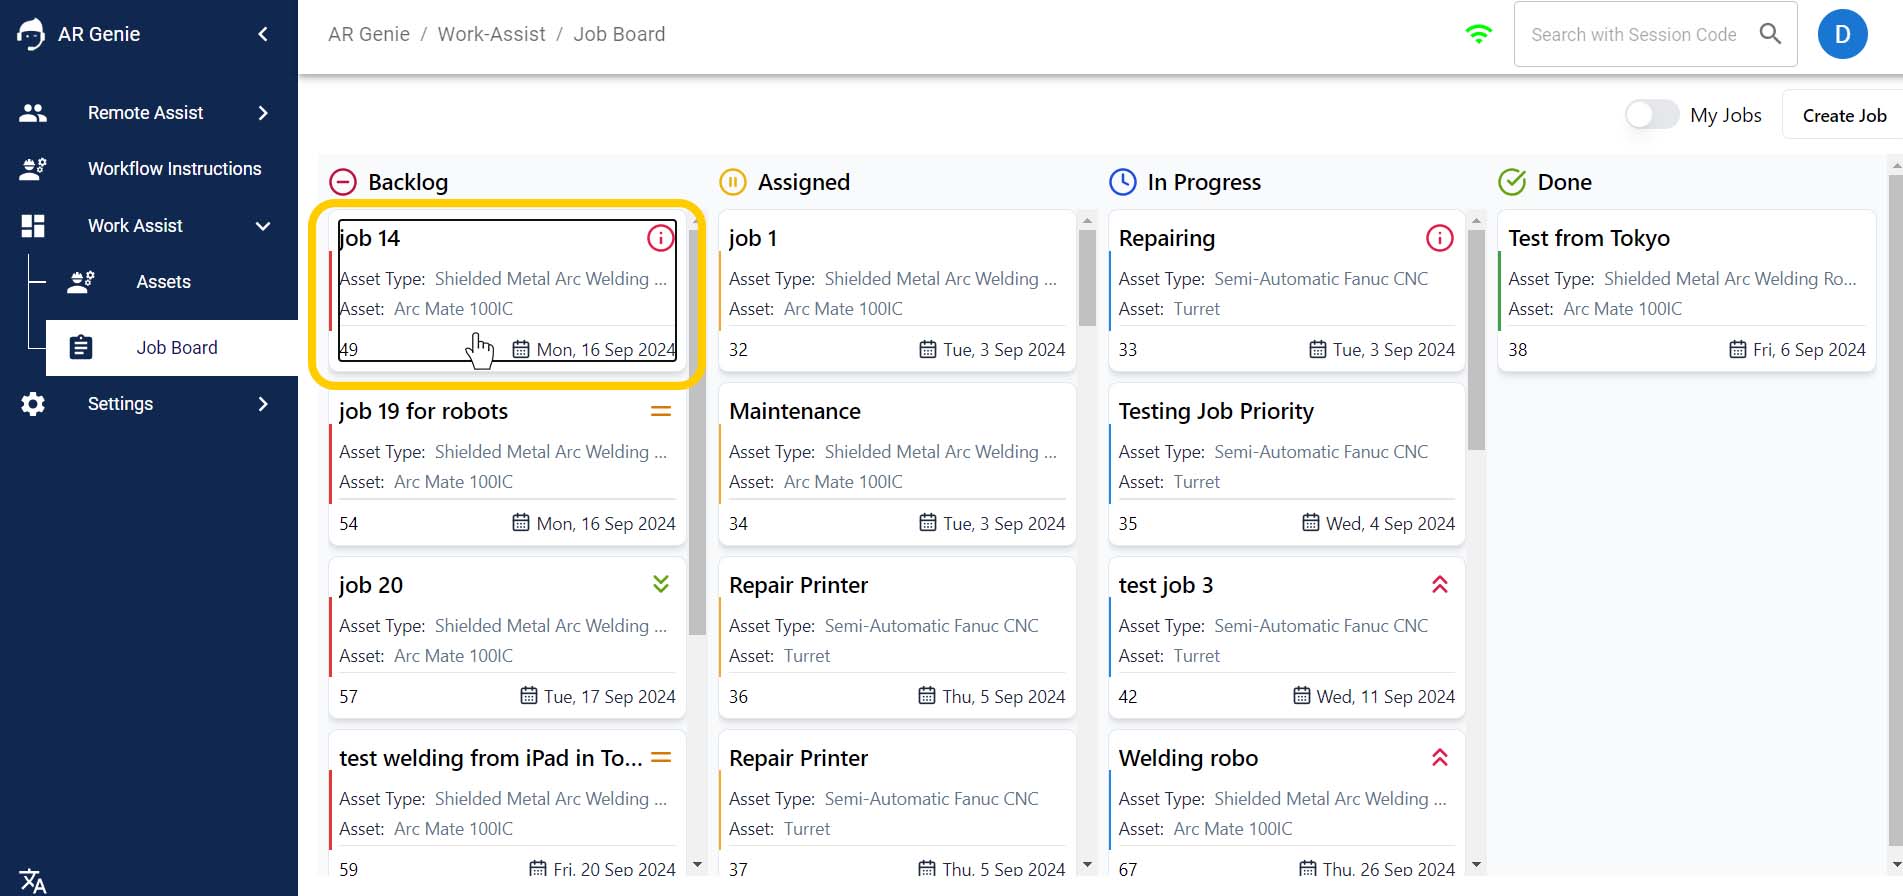 AR Genie
Remote Assist
Workflow Instructions
Work Assist
Assets
Job Board
Settings
AR Genie / Work-Assist / Job Board
Search with Session Code
D
My Jobs
Create Job
Backlog
job 14
Asset Type: Shielded Metal Arc Welding ...
Asset: Arc Mate 100IC
49 Mon, 16 Sep 2024
job 19 for robots
Asset Type: Shielded Metal Arc Welding ...
Asset: Arc Mate 100IC
54 Mon, 16 Sep 2024
job 20
Asset Type: Shielded Metal Arc Welding ...
Asset: Arc Mate 100IC
57 Tue, 17 Sep 2024
test welding from iPad in To...
Asset Type: Shielded Metal Arc Welding ...
Asset: Arc Mate 100IC
59 Fri, 20 Sep 2024
Assigned
job 1
Asset Type: Shielded Metal Arc Welding ...
Asset: Arc Mate 100IC
32 Tue, 3 Sep 2024
Maintenance
Asset Type: Shielded Metal Arc Welding ...
Asset: Arc Mate 100IC
34 Tue, 3 Sep 2024
Repair Printer
Asset Type: Semi-Automatic Fanuc CNC
Asset: Turret
36 Thu, 5 Sep 2024
Repair Printer
Asset Type: Semi-Automatic Fanuc CNC
Asset: Turret
37 Thu, 5 Sep 2024
In Progress
Repairing
Asset Type: Semi-Automatic Fanuc CNC
Asset: Turret
33 Tue, 3 Sep 2024
Testing Job Priority
Asset Type: Semi-Automatic Fanuc CNC
Asset: Turret
35 Wed, 4 Sep 2024
test job 3
Asset Type: Semi-Automatic Fanuc CNC
Asset: Turret
42 Wed, 11 Sep 2024
Welding robo
Asset Type: Shielded Metal Arc Welding ...
Asset: Arc Mate 100IC
67 Thu, 26 Sep 2024
Done
Test from Tokyo
Asset Type: Shielded Metal Arc Welding Ro...
Asset: Arc Mate 100IC
38 Fri, 6 Sep 2024